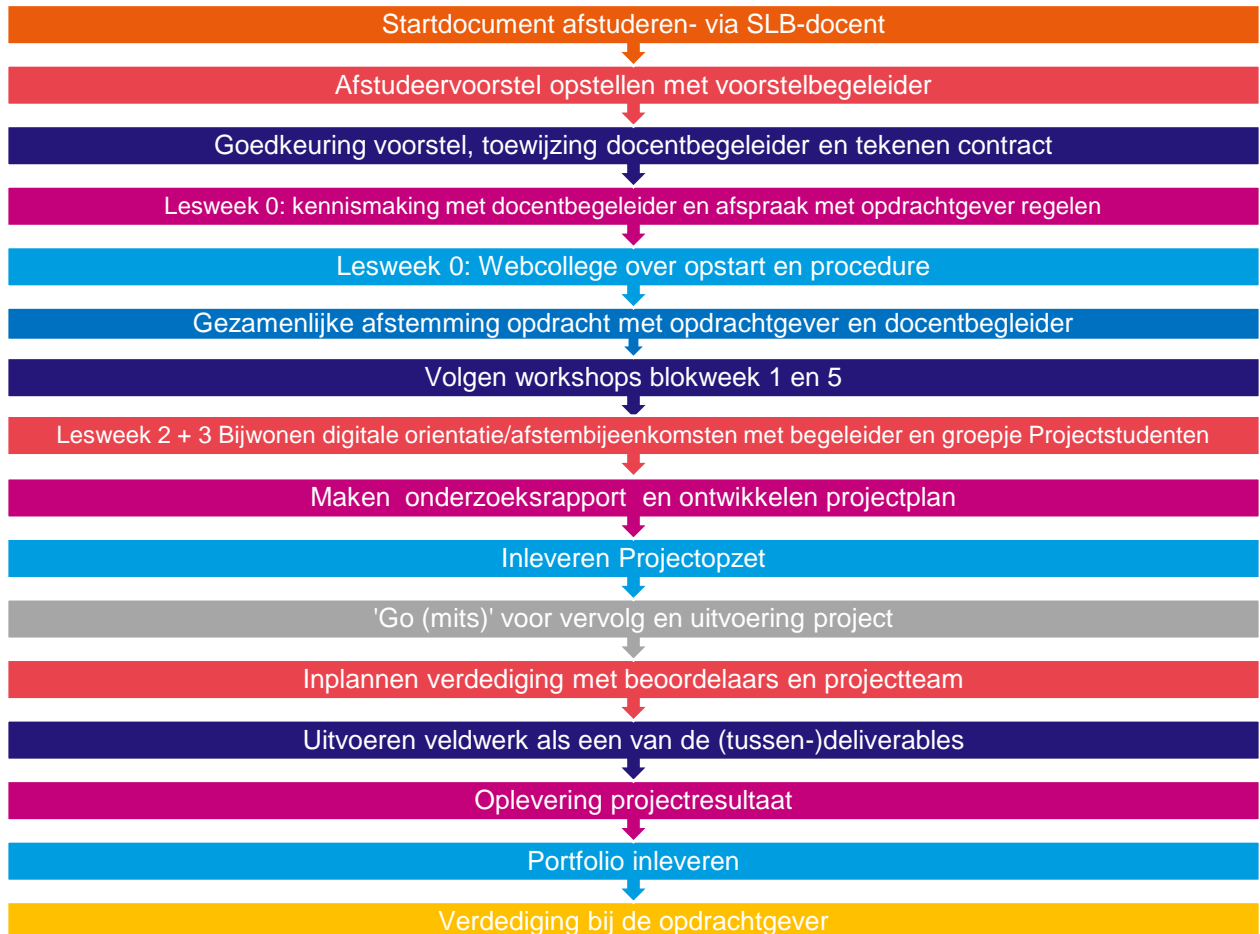 Startdocument afstuderen- via SLB-docent
Afstudeervoorstel opstellen met voorstelbegeleider
Goedkeuring voorstel, toewijzing docentbegeleider en tekenen contract
Lesweek 0: kennismaking met docentbegeleider en afspraak met opdrachtgever regelen
Lesweek 0: Webcollege over opstart en procedure
Gezamenlijke afstemming opdracht met opdrachtgever en docentbegleider
Volgen workshops blokweek 1 en 5
Lesweek 2 + 3 Bijwonen digitale orientatie/afstembijeenkomsten met begeleider en groepje Projectstudenten
Maken  onderzoeksrapport  en ontwikkelen projectplan
Inleveren Projectopzet
'Go (mits)' voor vervolg en uitvoering project
Inplannen verdediging met beoordelaars en projectteam
Uitvoeren veldwerk als een van de (tussen-)deliverables
Oplevering projectresultaat
Portfolio inleveren
Verdediging bij de opdrachtgever